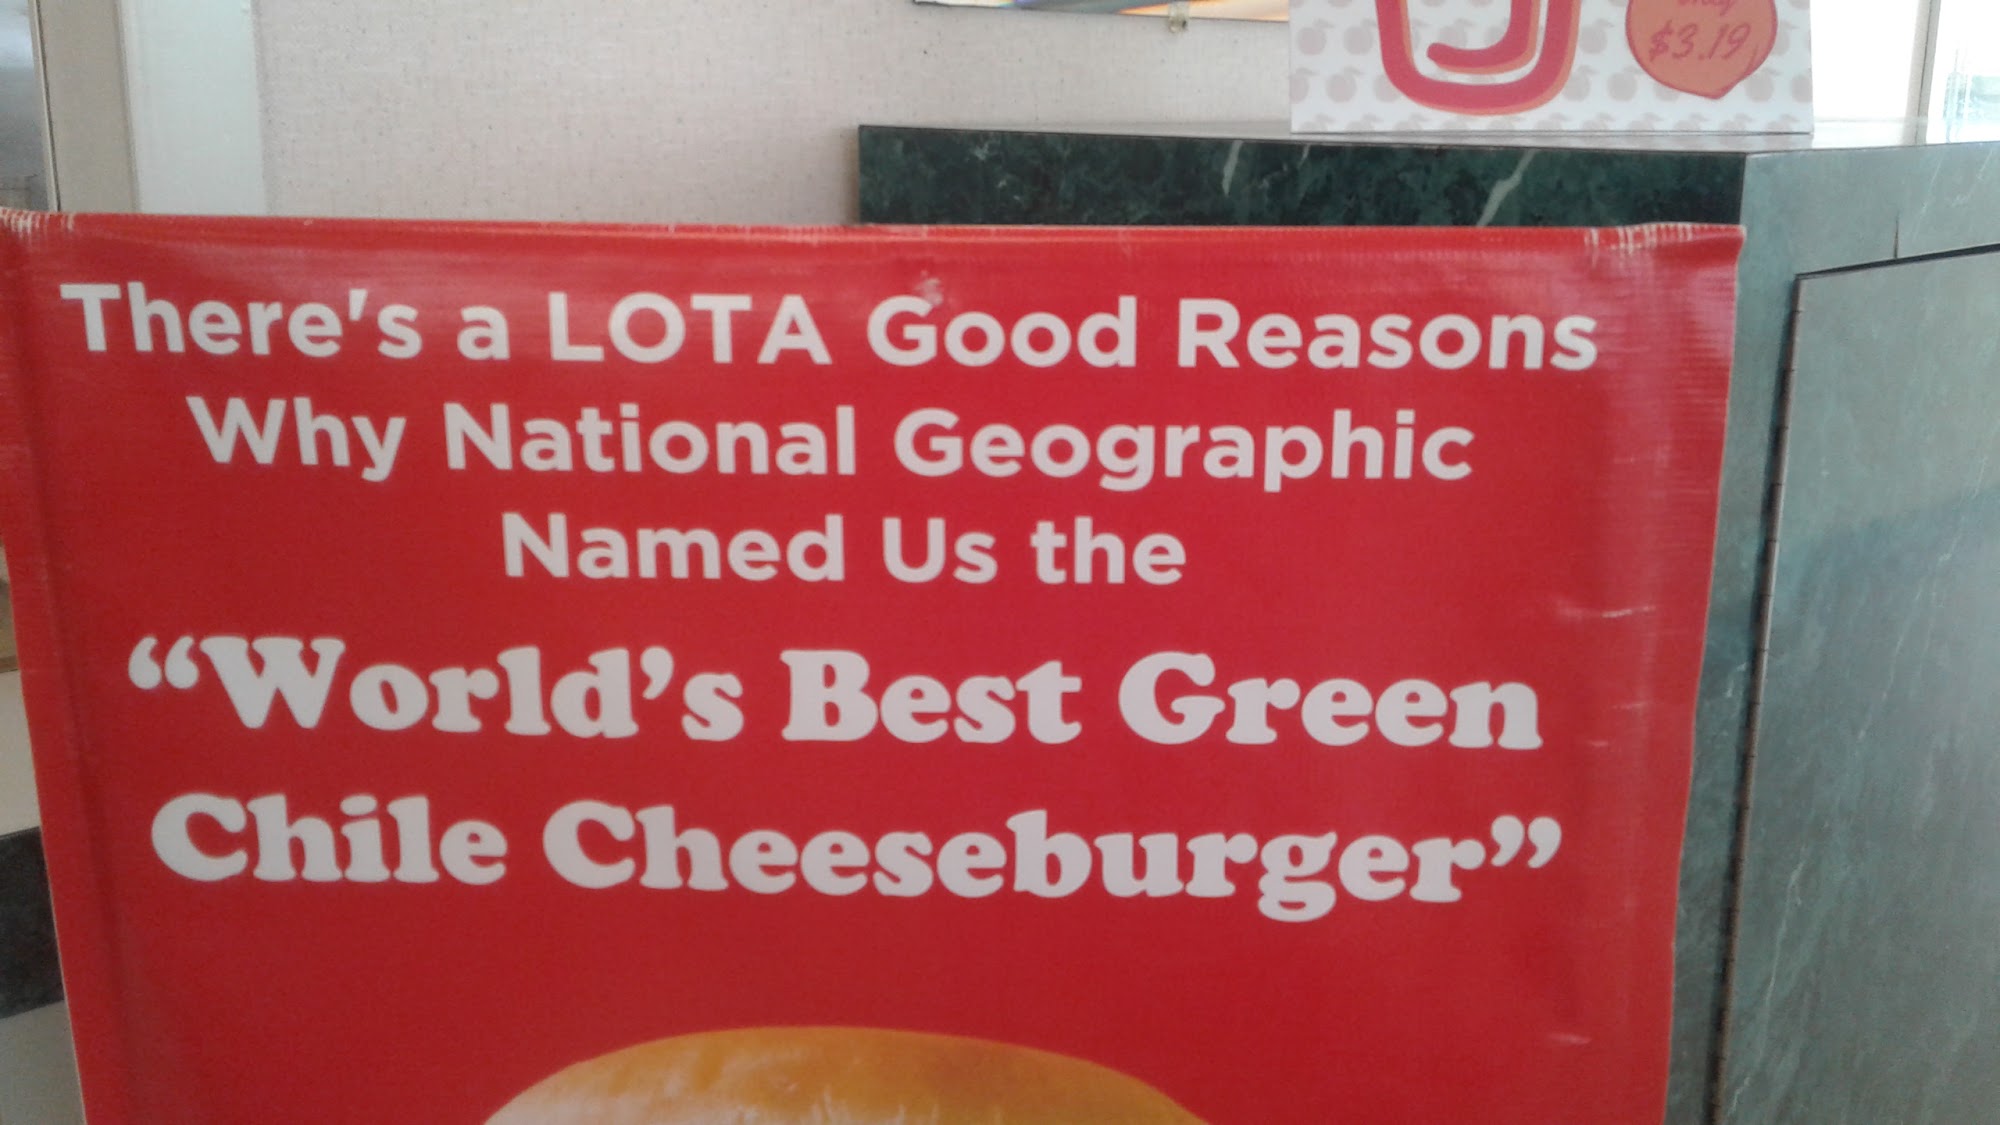 $3.19
There's a LOTA Good Reasons
Why National Geographic
Named Us the
“World’s Best Green
Chile Cheeseburger”